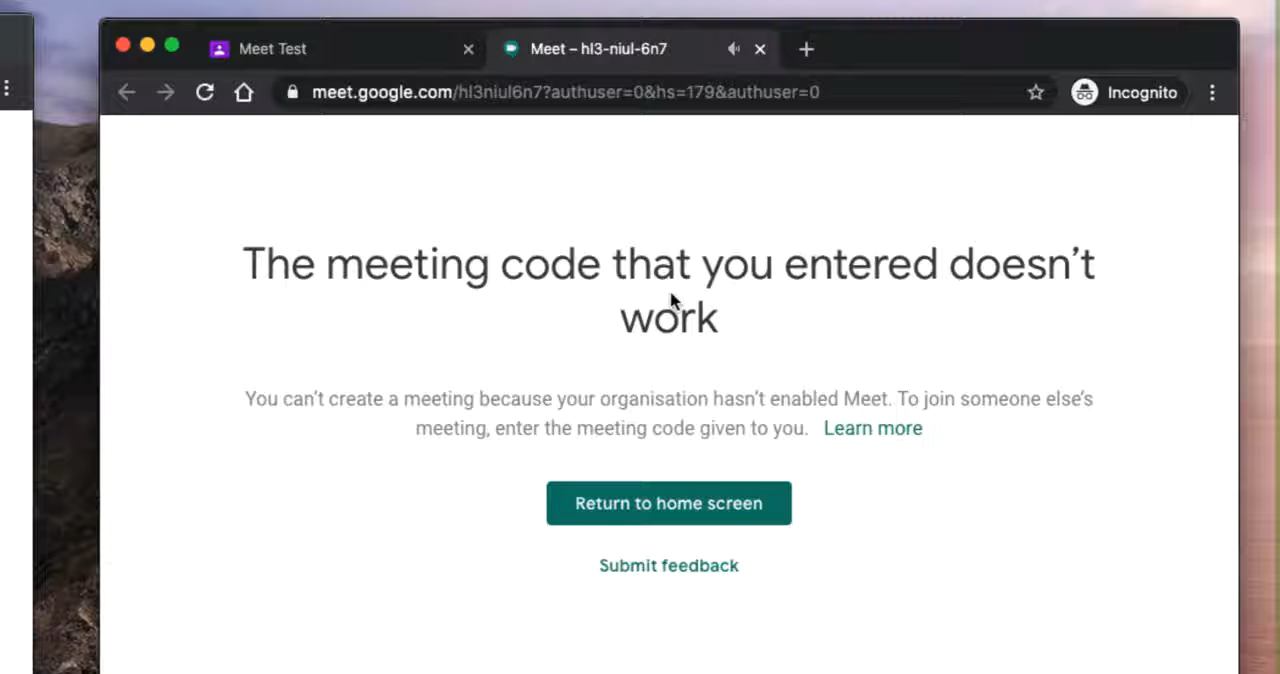 Meet Test
Meet – hl3-niul-6n7
meet.google.com/hl3niul6n7?authuser=0&hs=179&authuser=0
Incognito
The meeting code that you entered doesn’t
work
You can’t create a meeting because your organisation hasn’t enabled Meet. To join someone else’s
meeting, enter the meeting code given to you. Learn more
Return to home screen
Submit feedback